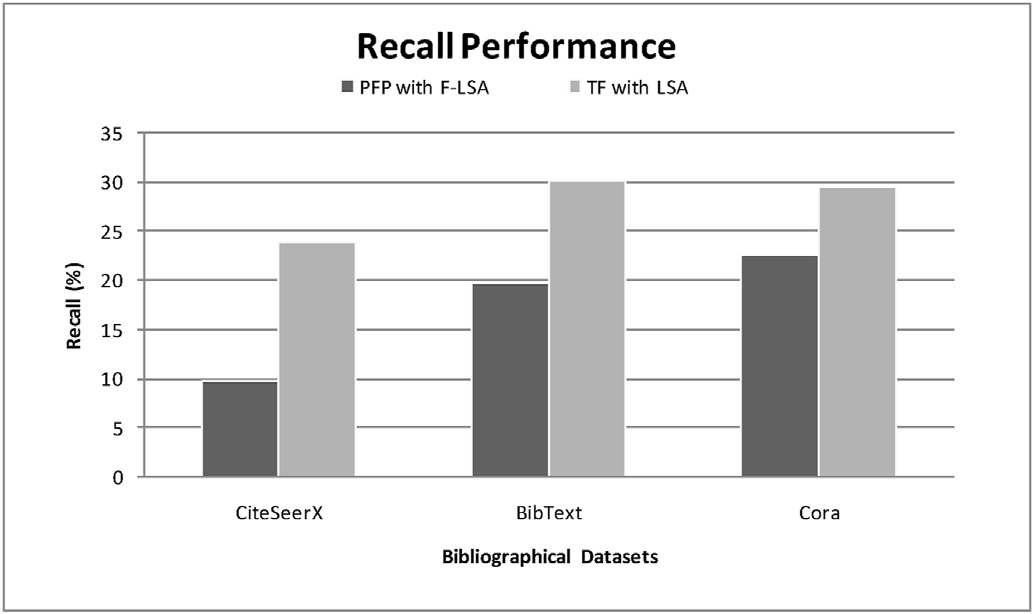 Recall Performance
PFP with F-LSA TF with LSA
35
30
25
20
15
10
5
0
Recall (%)
CiteSeerX BibText Cora
Bibliographical Datasets